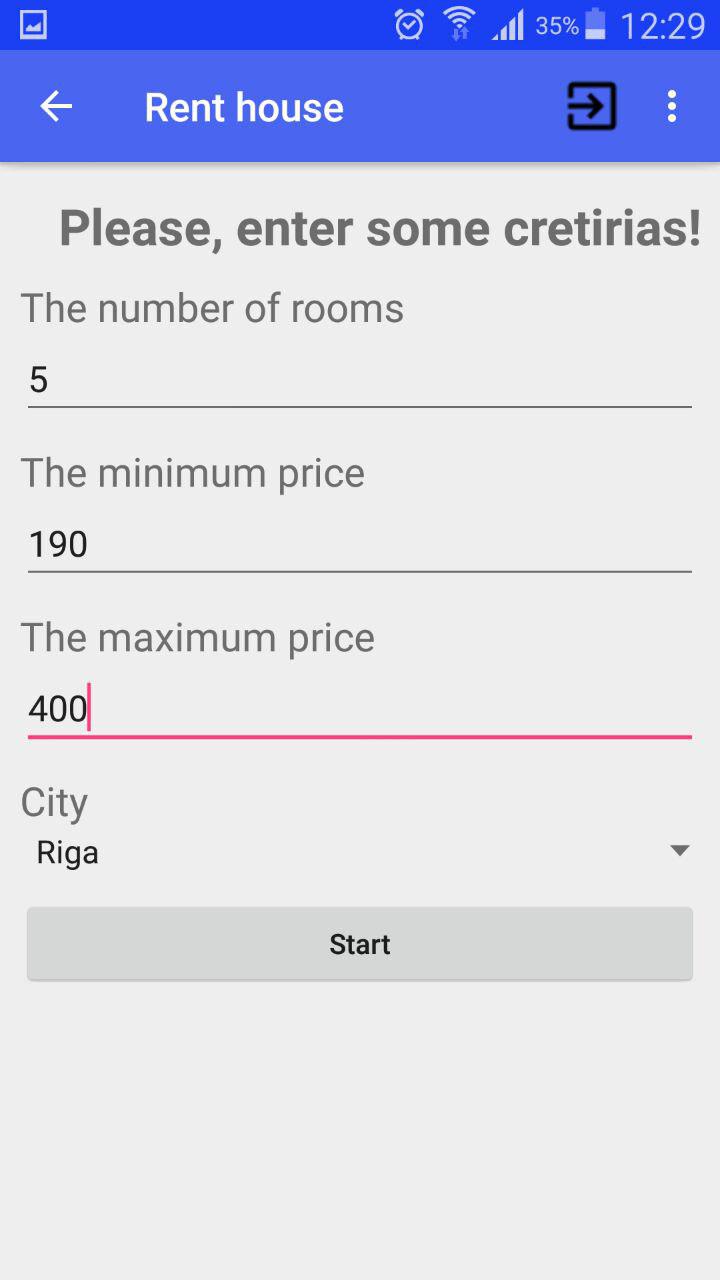 35% 12:29
Rent house
Please, enter some cretirias!
The number of rooms
5
The minimum price
190
The maximum price
400
City
Riga
Start